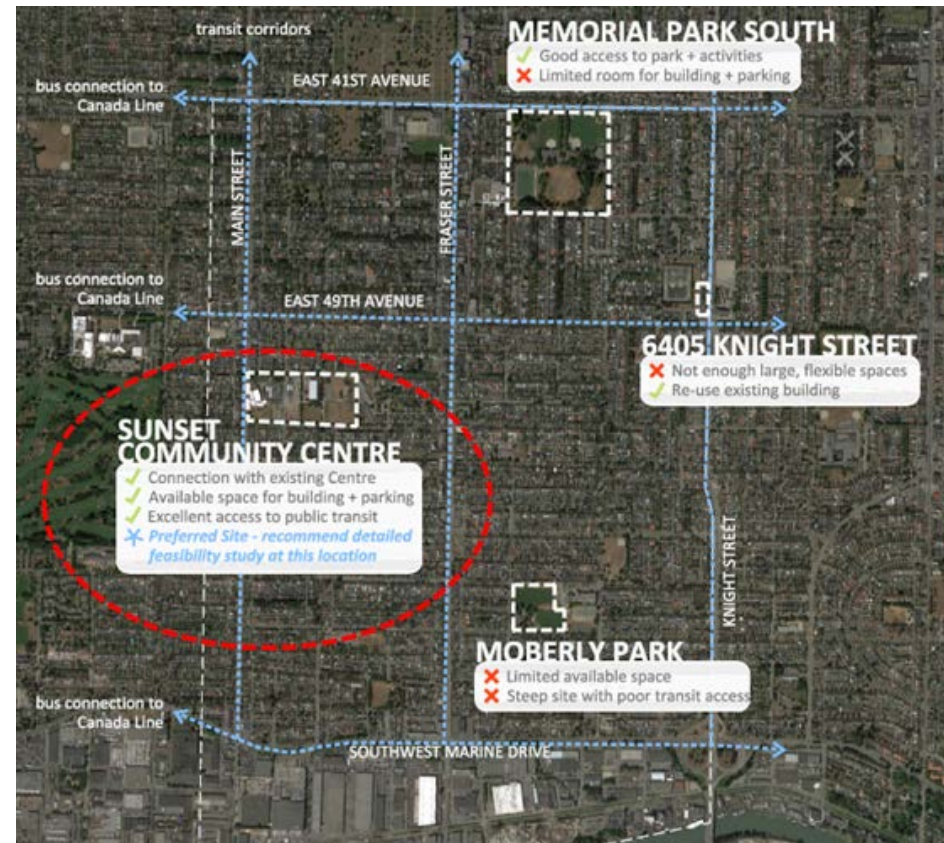 transit corridors
MEMORIAL PARK SOUTH
Good access to park + activities
Limited room for building + parking
bus connection to
Canada Line
EAST 41ST AVENUE
MAIN STREET
FRASER STREET
bus connection to
Canada Line
EAST 49TH AVENUE
6405 KNIGHT STREET
Not enough large, flexible spaces
Re-use existing building
SUNSET
COMMUNITY CENTRE
Connection with existing Centre
Available space for building + parking
Excellent access to public transit
Preferred Site - recommend detailed
feasibility study at this location
KNIGHT STREET
MOBERLY PARK
Limited available space
Steep site with poor transit access
bus connection to
Canada Line
SOUTHWEST MARINE DRIVE